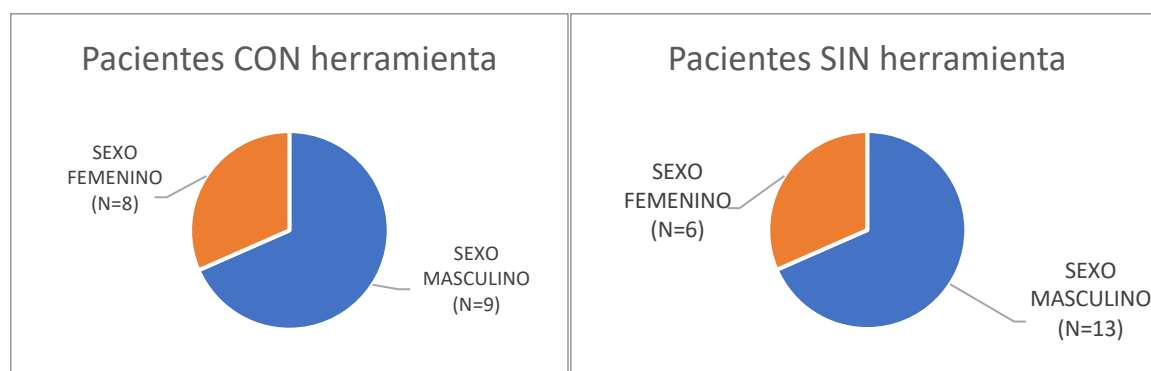 Pacientes CON herramienta
SEXO
FEMENINO
(N=8)
SEXO
MASCULINO
(N=9)
Pacientes SIN herramienta
SEXO
FEMENINO
(N=6)
SEXO
MASCULINO
(N=13)